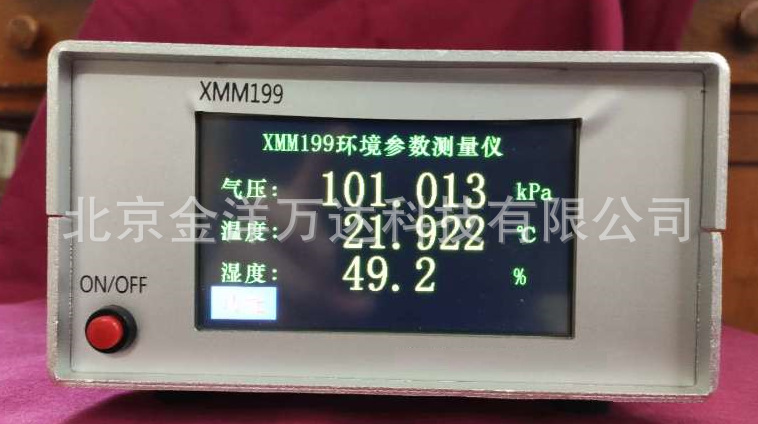 XMM199
XMM199环境参数测量仪
气压: 101.013 kPa
北京金洋万达科技有限公司
温度: 21.922 ℃
湿度: 49.2 %
ON/OFF